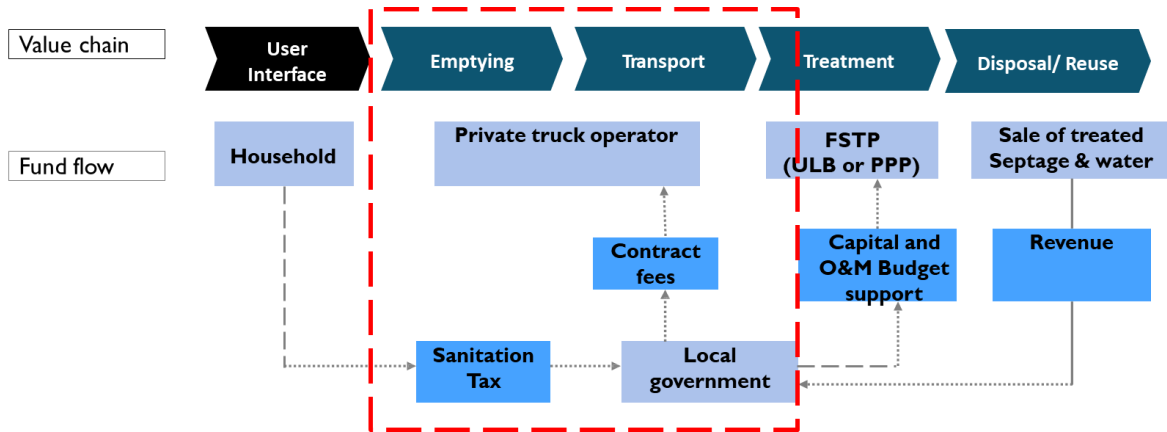 Value chain
User
Interface
Emptying
Transport
Treatment
Disposal/ Reuse
Fund flow
Household
Private truck operator
FSTP
(ULB or PPP)
Sale of treated
Septage & water
Contract
fees
Capital and
O&M Budget
support
Revenue
Sanitation
Tax
Local
government